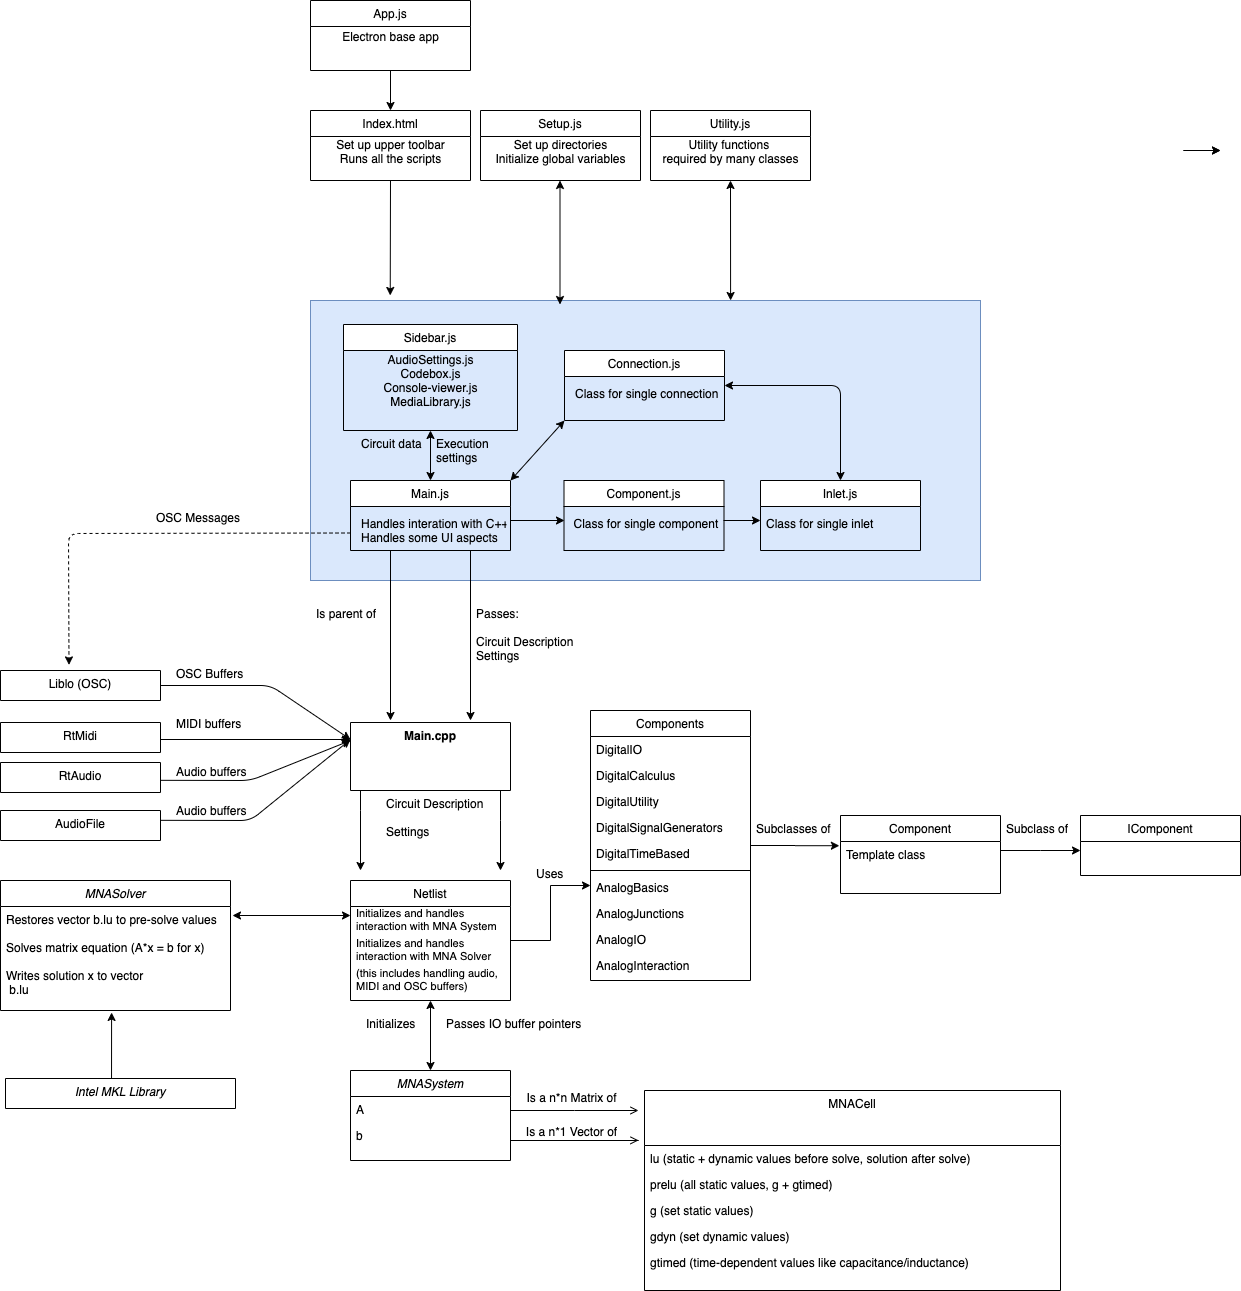 App.js
Electron base app
Index.html
Set up upper toolbar
Runs all the scripts
Setup.js
Set up directories
Initialize global variables
Utility.js
Utility functions
required by many classes
Sidebar.js
AudioSettings.js
Codebox.js
Console-viewer.js
MediaLibrary.js
Connection.js
Class for single connection
Circuit data
Execution
settings
Main.js
Handles interation with C++
Handles some UI aspects
Component.js
Class for single component
Inlet.js
Class for single inlet
OSC Messages
Is parent of
Passes:
Circuit Description
Settings
Liblo (OSC)
OSC Buffers
RtMidi
MIDI buffers
RtAudio
Audio buffers
AudioFile
Audio buffers
Main.cpp
Circuit Description
Settings
Components
DigitalIO
DigitalCalculus
DigitalUtility
DigitalSignalGenerators
DigitalTimeBased
AnalogBasics
AnalogJunctions
AnalogIO
AnalogInteraction
Subclasses of
Component
Template class
Subclass of
IComponent
Uses
MNASolver
Restores vector b.lu to pre-solve values
Solves matrix equation (A*x = b for x)
Writes solution x to vector
b.lu
Netlist
Initializes and handles
interaction with MNA System
Initializes and handles
interaction with MNA Solver
(this includes handling audio,
MIDI and OSC buffers)
Initializes
Passes IO buffer pointers
Intel MKL Library
MNASystem
A
b
Is a n*n Matrix of
Is a n*1 Vector of
MNACell
lu (static + dynamic values before solve, solution after solve)
prelu (all static values, g + gtimed)
g (set static values)
gdyn (set dynamic values)
gtimed (time-dependent values like capacitance/inductance)